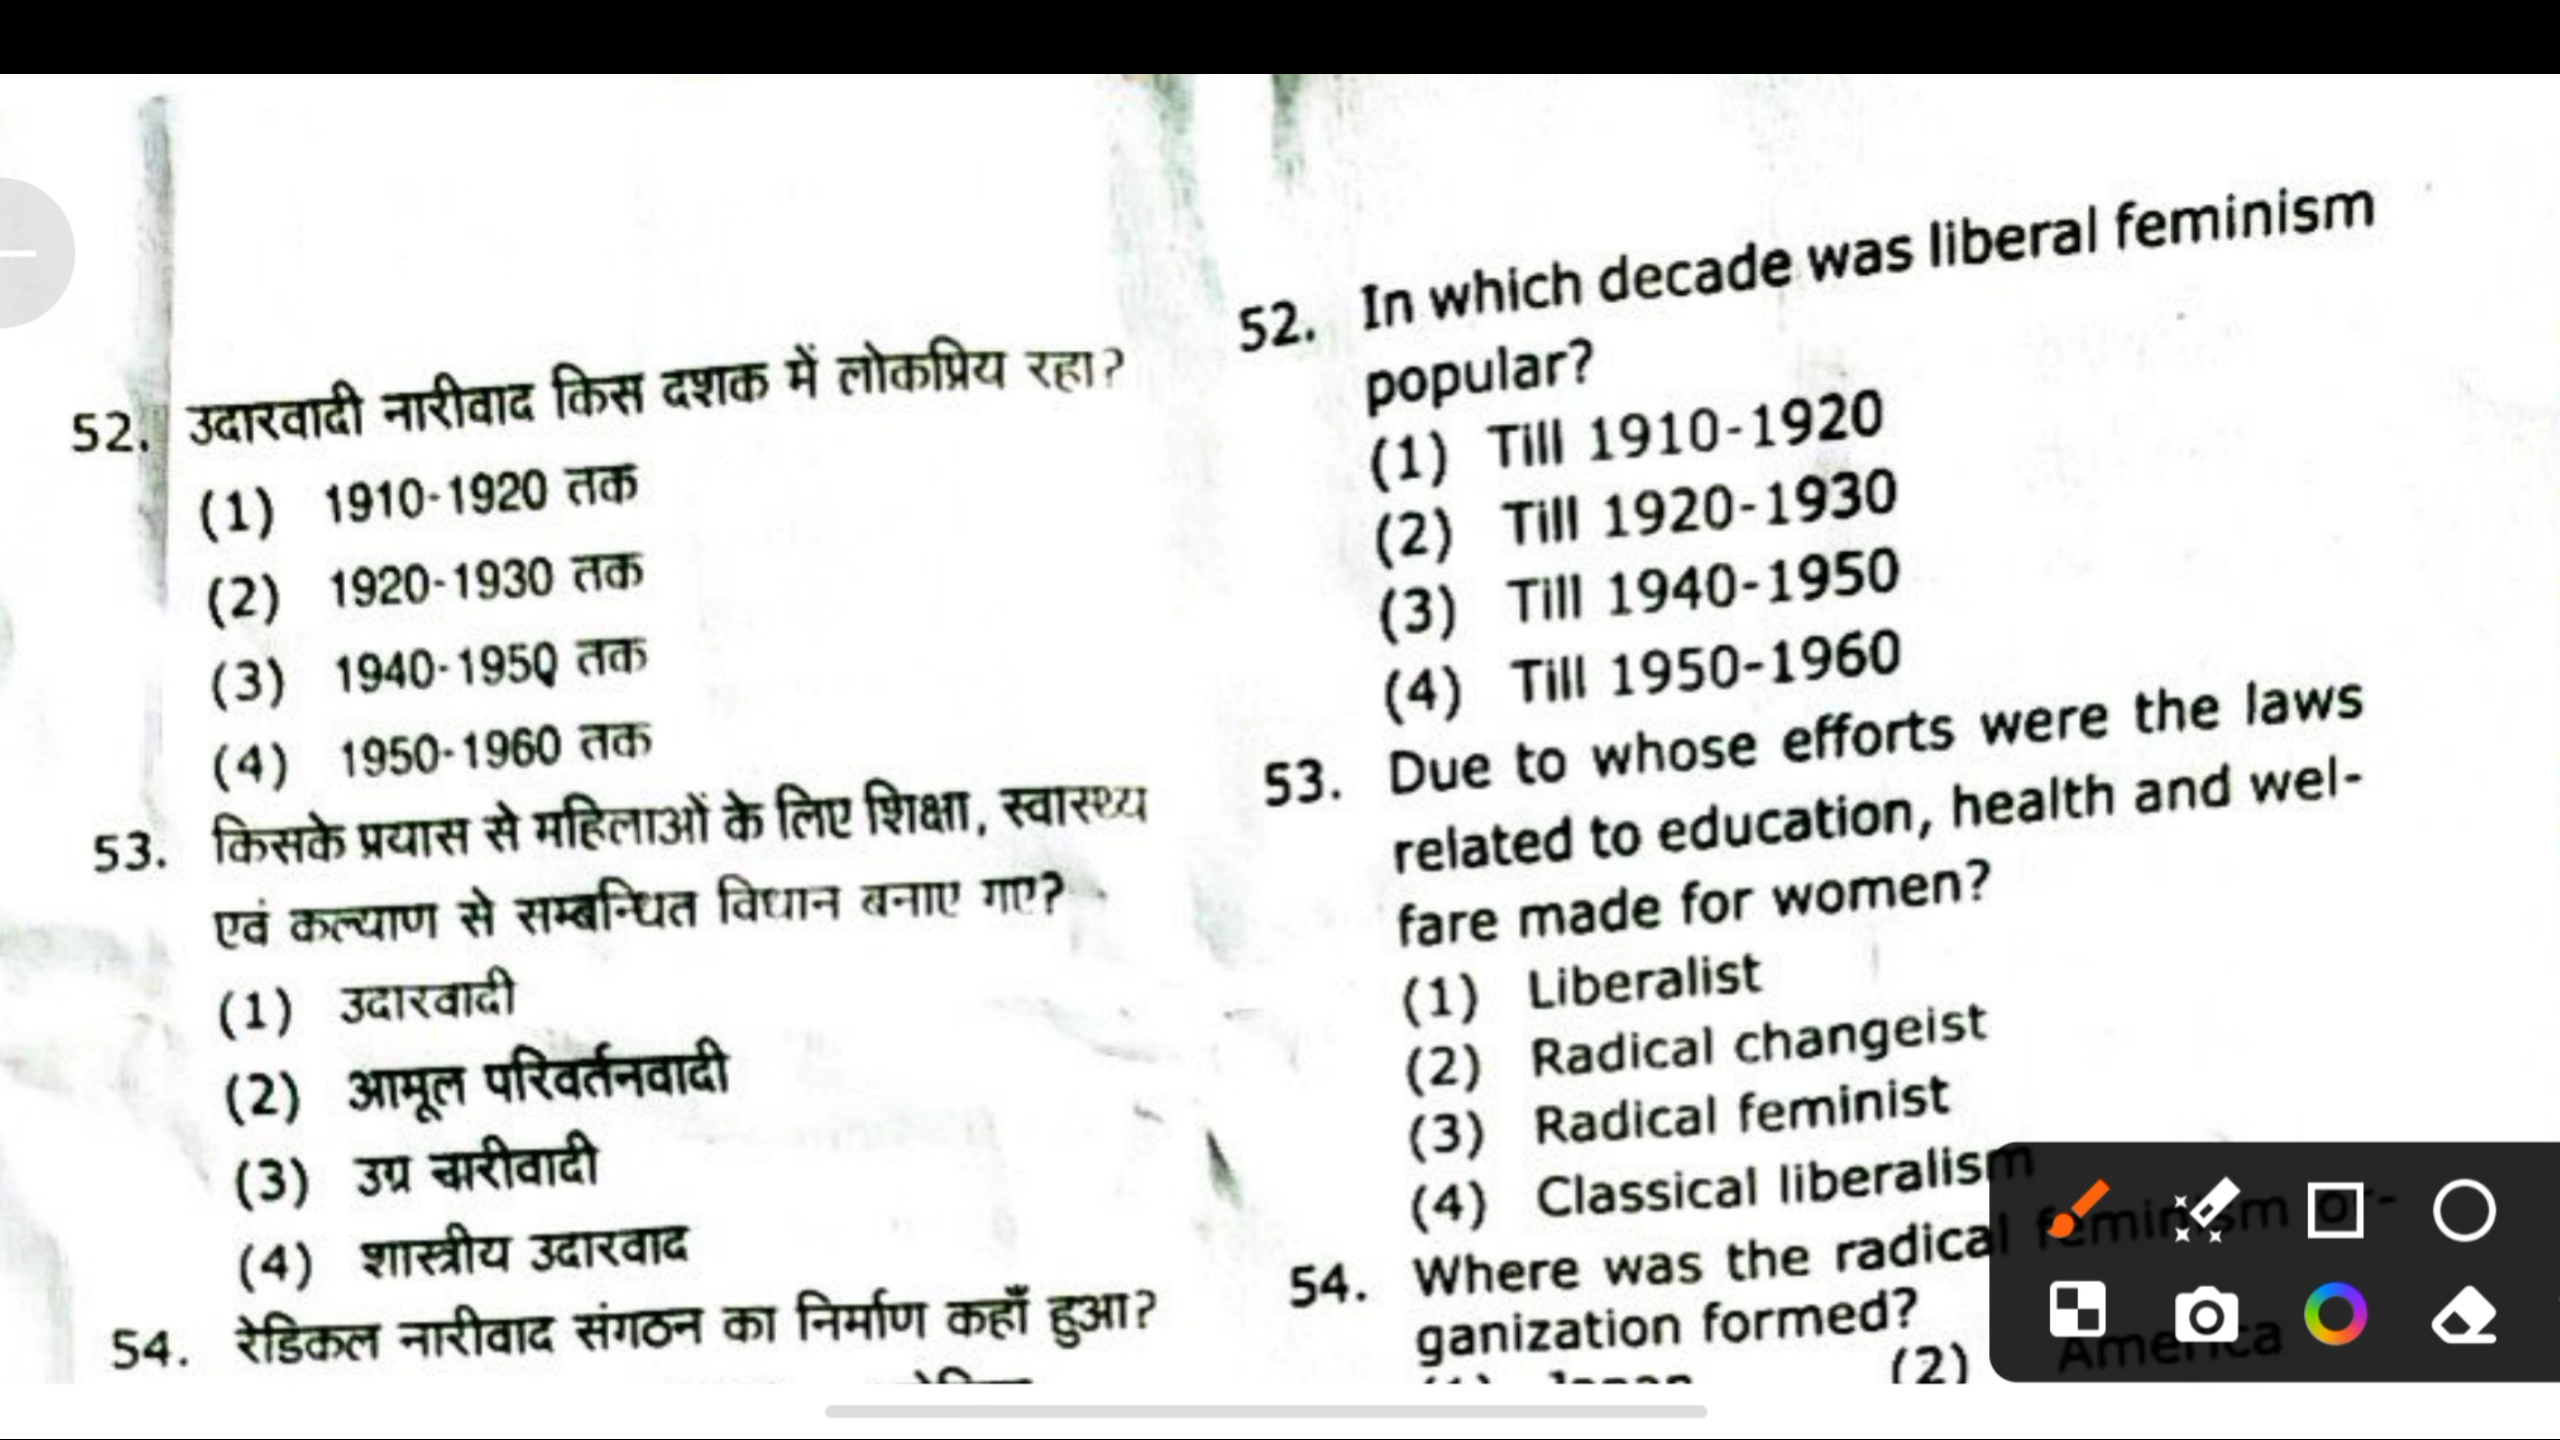 52. उदारवादी नारीवाद किस दशक में लोकप्रिय रहा?
(1) 1910-1920 तक
(2) 1920-1930 तक
(3) 1940-1950 तक
(4) 1950-1960 तक
53. किसके प्रयास से महिलाओं के लिए शिक्षा, स्वास्थ्य
एवं कल्याण से सम्बन्धित विधान बनाए गए?
(1) उदारवादी
(2) आमूल परिवर्तनवादी
(3) उग्र नारीवादी
(4) शास्त्रीय उदारवाद
54. रेडिकल नारीवाद संगठन का निर्माण कहाँ हुआ?
52. In which decade was liberal feminism
popular?
(1) Till 1910-1920
(2) Till 1920-1930
(3) Till 1940-1950
(4) Till 1950-1960
53. Due to whose efforts were the laws
related to education, health and wel-
fare made for women?
(1) Liberalist
(2) Radical changeist
(3) Radical feminist
(4) Classical liberalism
54. Where was the radical feminism or-
ganization formed?
(1) Japan (2) America